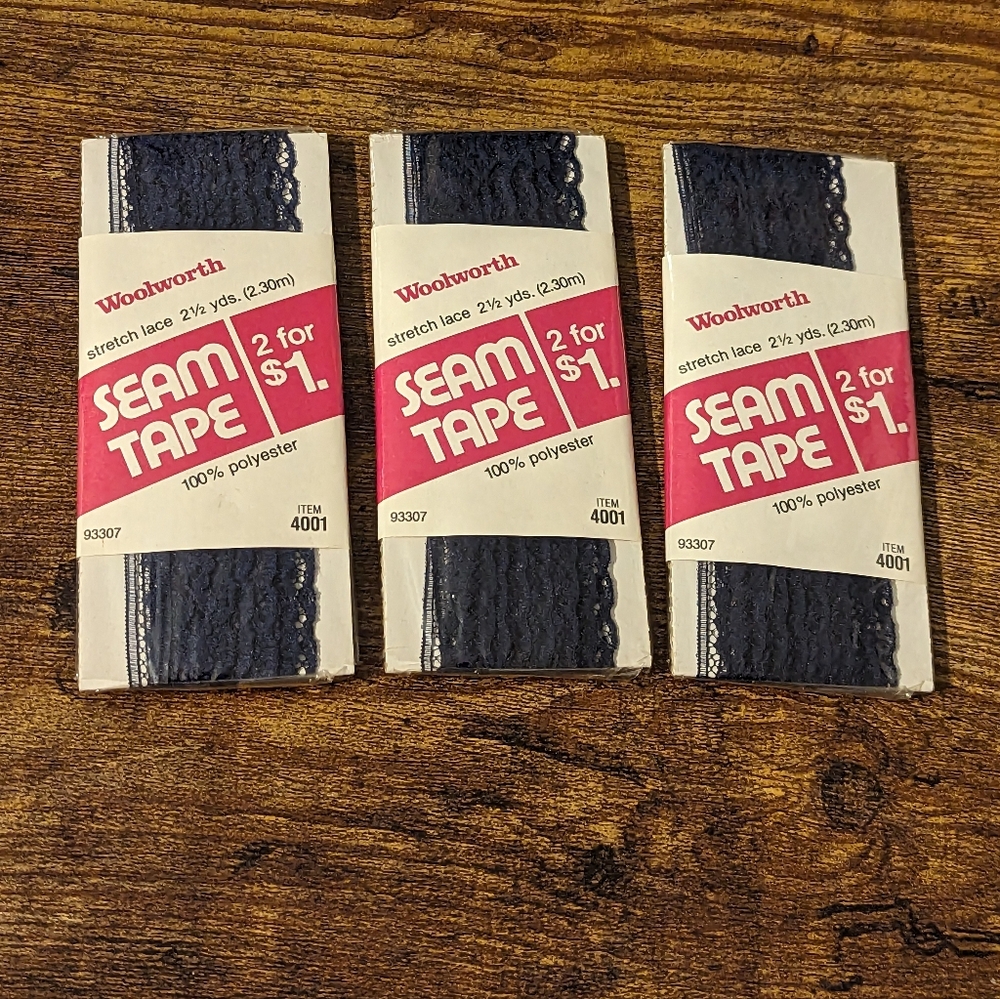 Woolworth
stretch lace 2½ yds. (2.30m)
SEAM
TAPE
2 for
$1.
100% polyester
93307
ITEM
4001
Woolworth
stretch lace 2½ yds. (2.30m)
SEAM
TAPE
2 for
$1.
100% polyester
93307
ITEM
4001
Woolworth
stretch lace 2½ yds. (2.30m)
SEAM
TAPE
2 for
$1.
100% polyester
93307
ITEM
4001